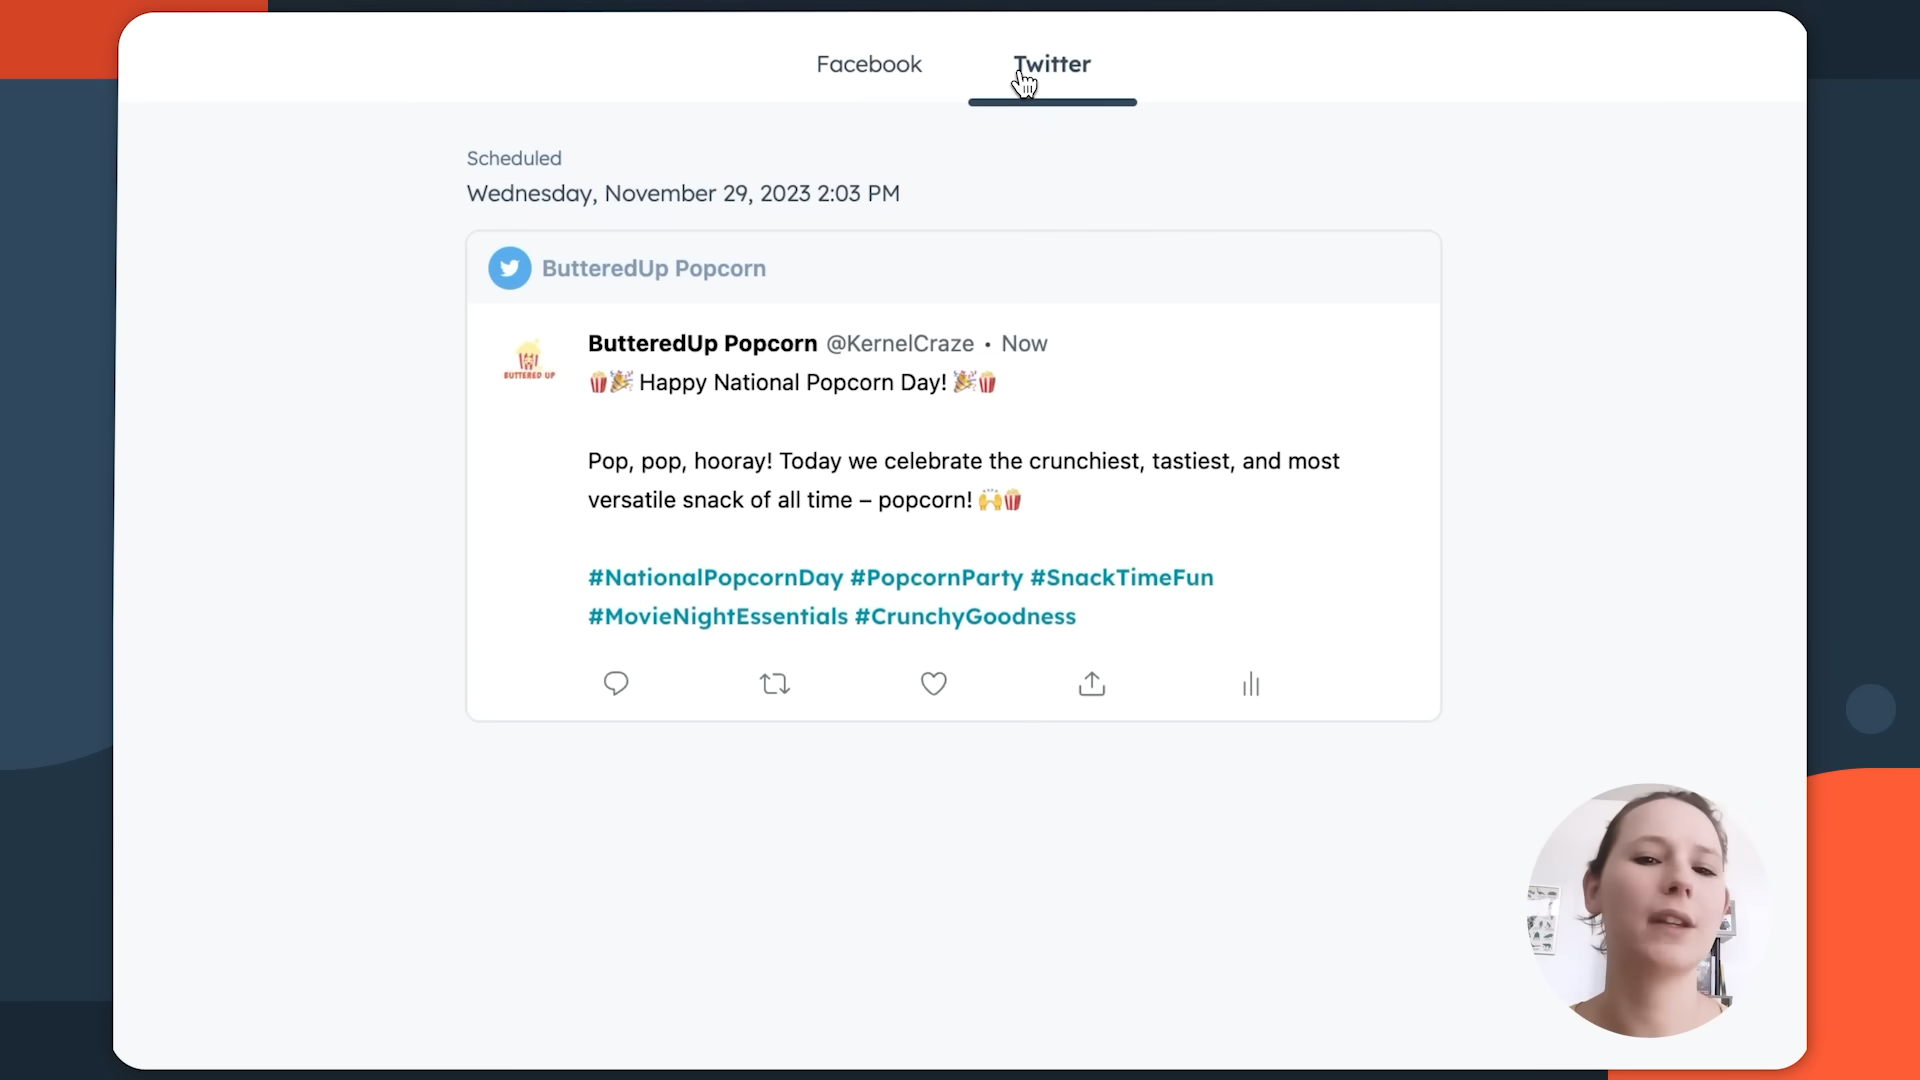 Facebook
Twitter
Scheduled
Wednesday, November 29, 2023 2:03 PM
ButteredUp Popcorn
ButteredUp Popcorn @KernelCraze • Now
🍿🎉 Happy National Popcorn Day! 🎉🍿
BUTTERED UP
Pop, pop, hooray! Today we celebrate the crunchiest, tastiest, and most
versatile snack of all time – popcorn! 🙌🍿
#NationalPopcornDay #PopcornParty #SnackTimeFun
#MovieNightEssentials #CrunchyGoodness